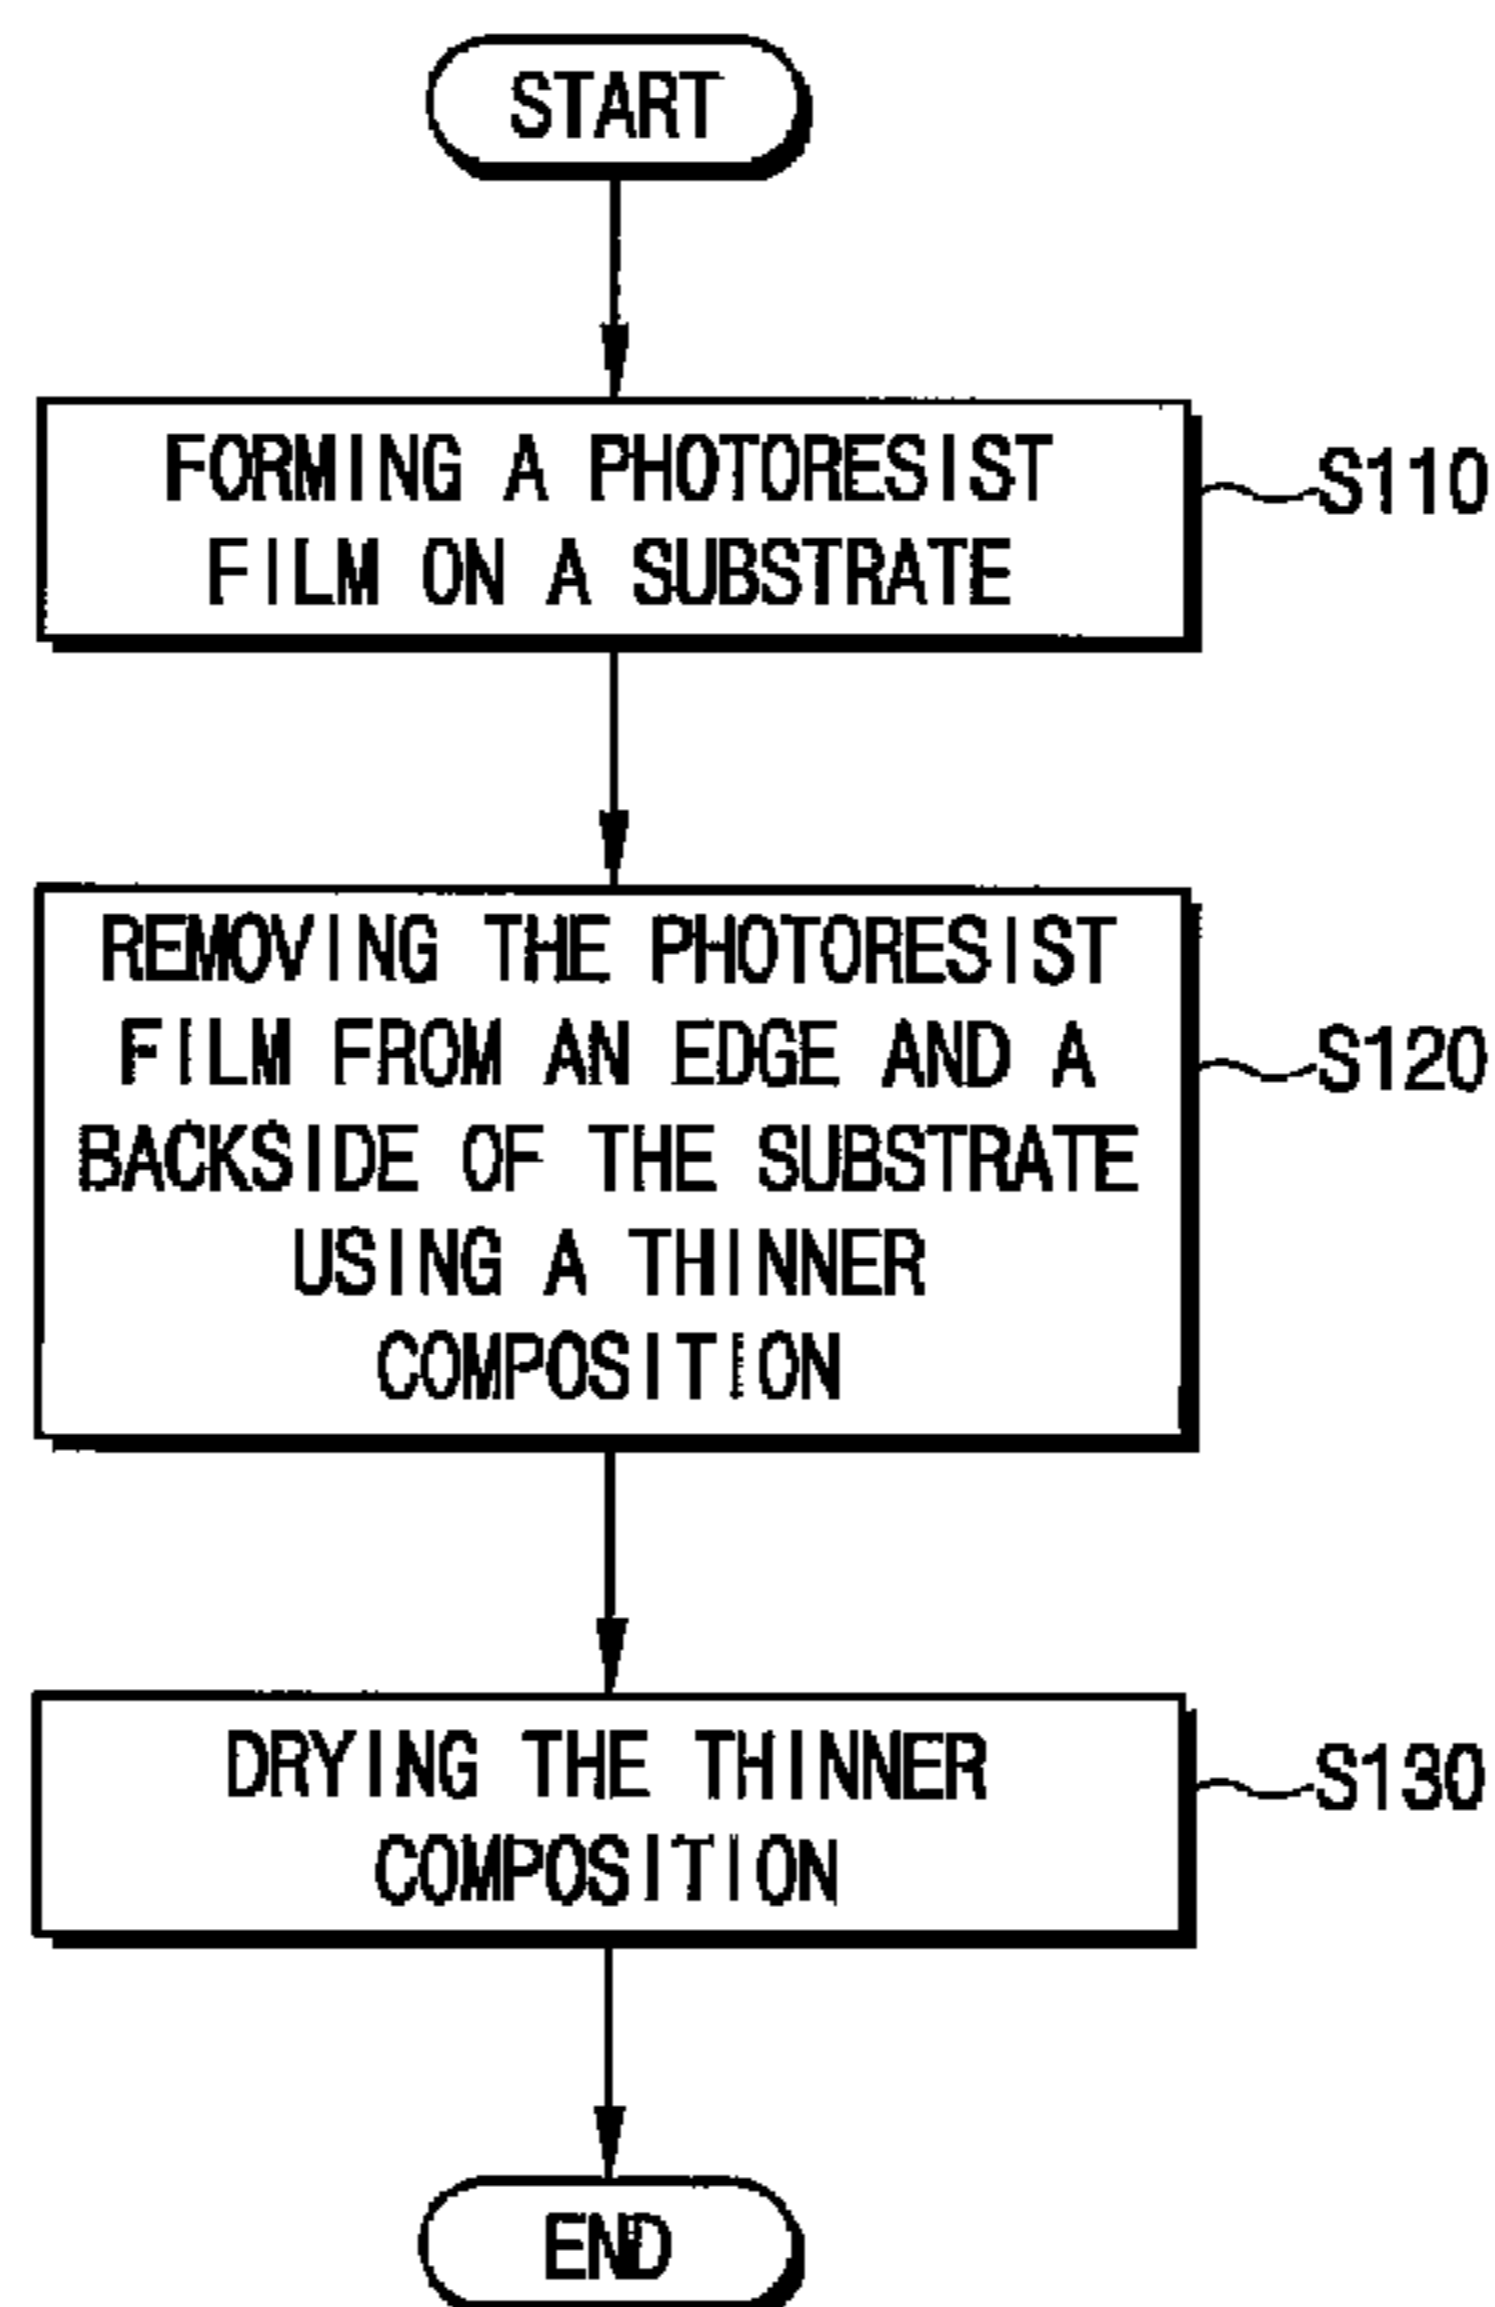 START
FORMING A PHOTORESIST
FILM ON A SUBSTRATE
S110
REMOVING THE PHOTORESIST
FILM FROM AN EDGE AND A
BACKSIDE OF THE SUBSTRATE
USING A THINNER
COMPOSITION
S120
DRYING THE THINNER
COMPOSITION
S130
END